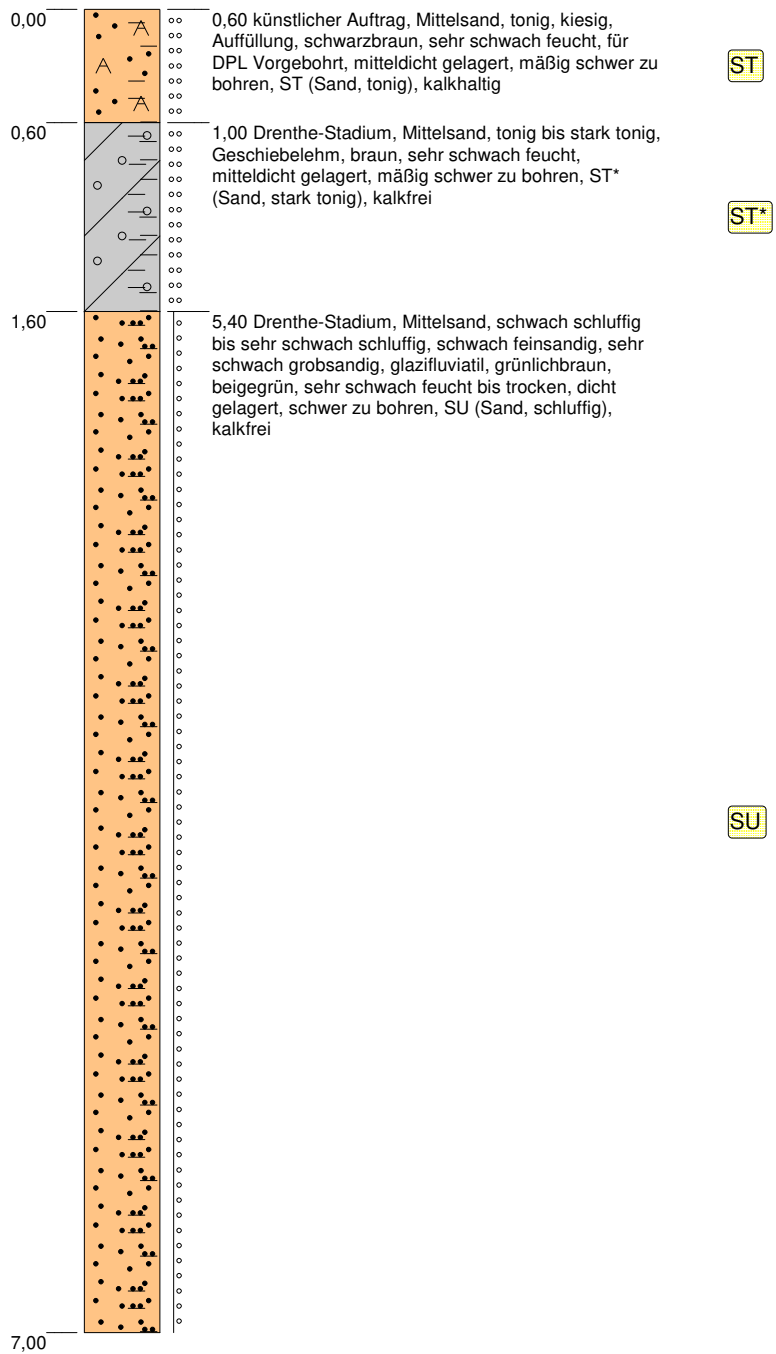 0,00
0,60 künstlicher Auftrag, Mittelsand, tonig, kiesig,
Auffüllung, schwarzbraun, sehr schwach feucht, für
DPL Vorgebohrt, mitteldicht gelagert, mäßig schwer zu
bohren, ST (Sand, tonig), kalkhaltig
A
A
A
ST
0,60
1,00 Drenthe-Stadium, Mittelsand, tonig bis stark tonig,
Geschiebelehm, braun, sehr schwach feucht,
mitteldicht gelagert, mäßig schwer zu bohren, ST*
(Sand, stark tonig), kalkfrei
ST*
1,60
5,40 Drenthe-Stadium, Mittelsand, schwach schluffig
bis sehr schwach schluffig, schwach feinsandig, sehr
schwach grobsandig, glazifluviatil, grünlichbraun,
beigegrün, sehr schwach feucht bis trocken, dicht
gelagert, schwer zu bohren, SU (Sand, schluffig),
kalkfrei
SU
7,00